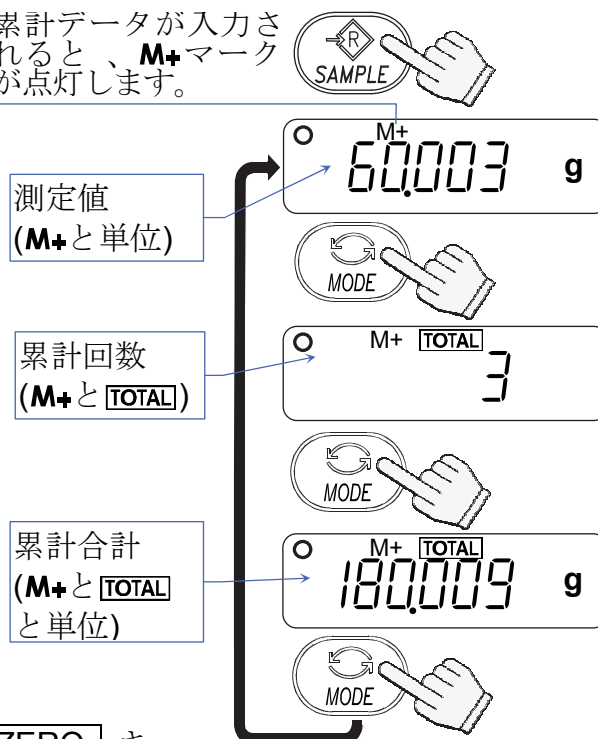 累計データが入力さ
れると 、M+マーク
が点灯します。
SAMPLE
M+
60.003 g
測定値
(M+と単位)
MODE
M+ TOTAL
3
累計回数
(M+とTOTAL)
MODE
M+ TOTAL
180.009 g
累計合計
(M+とTOTAL
と単位)
MODE
ZERO